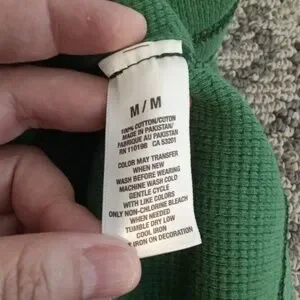 M / M
100% COTTON/COTON
MADE IN PAKISTAN/
FABRIQUE AU PAKISTAN
RN 110198 CA 53201
COLOR MAY TRANSFER
WHEN NEW
WASH BEFORE WEARING
MACHINE WASH COLD
GENTLE CYCLE
WITH LIKE COLORS
ONLY NON-CHLORINE BLEACH
WHEN NEEDED
TUMBLE DRY LOW
COOL IRON
IRON ON DECORATION